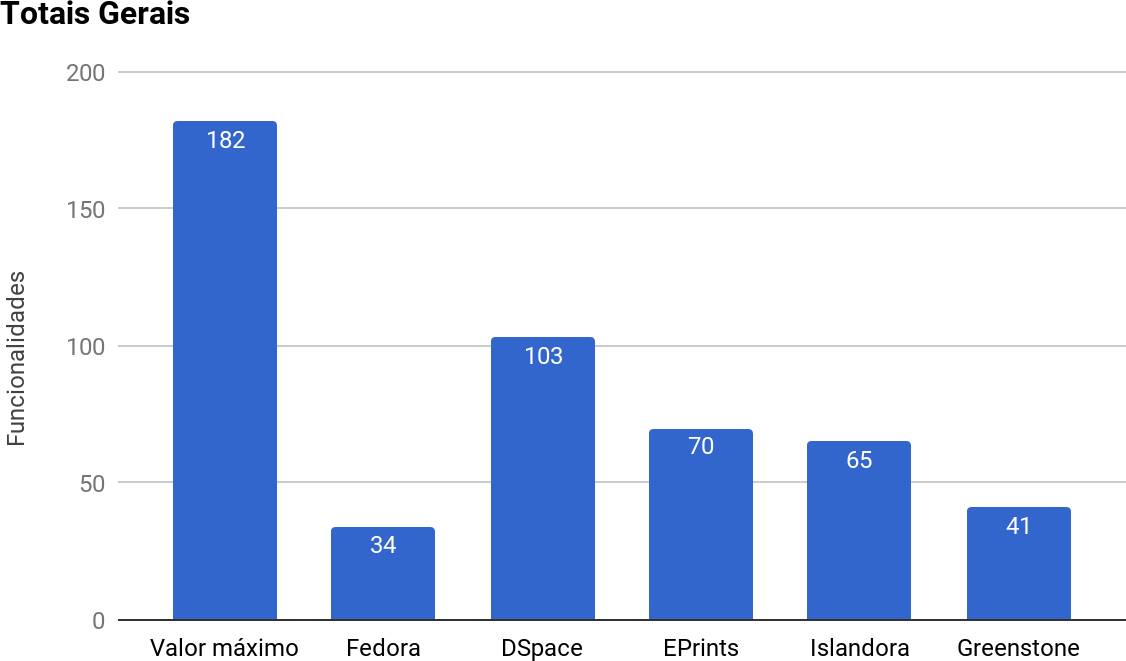 Totais Gerais
Funcionalidades
200
150
100
50
0
182
34
103
70
65
41
Valor máximo
Fedora
DSpace
EPrints
Islandora
Greenstone